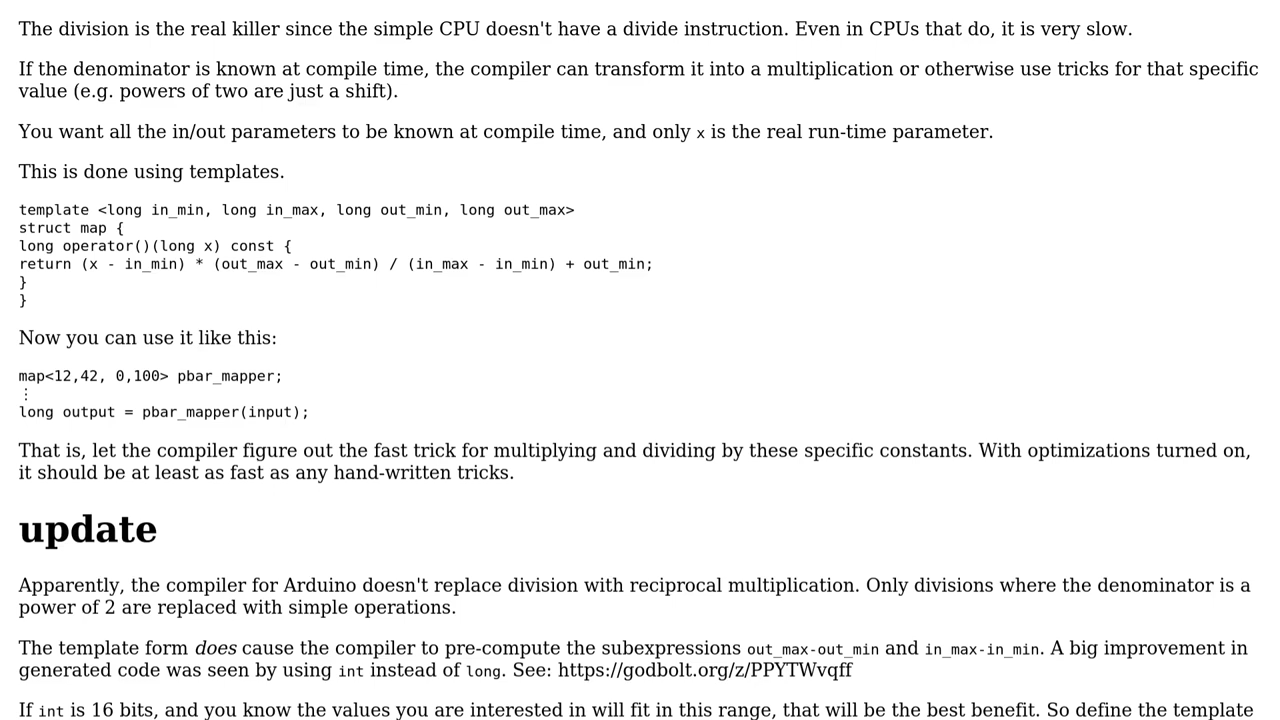 The division is the real killer since the simple CPU doesn't have a divide instruction. Even in CPUs that do, it is very slow.
If the denominator is known at compile time, the compiler can transform it into a multiplication or otherwise use tricks for that specific
value (e.g. powers of two are just a shift).
You want all the in/out parameters to be known at compile time, and only x is the real run-time parameter.
This is done using templates.
template <long in_min, long in_max, long out_min, long out_max>
struct map {
long operator()(long x) const {
return (x - in_min) * (out_max - out_min) / (in_max - in_min) + out_min;
}
}
Now you can use it like this:
map<12,42, 0,100> pbar_mapper;
⋮
long output = pbar_mapper(input);
That is, let the compiler figure out the fast trick for multiplying and dividing by these specific constants. With optimizations turned on,
it should be at least as fast as any hand-written tricks.
update
Apparently, the compiler for Arduino doesn't replace division with reciprocal multiplication. Only divisions where the denominator is a
power of 2 are replaced with simple operations.
The template form does cause the compiler to pre-compute the subexpressions out_max-out_min and in_max-in_min. A big improvement in
generated code was seen by using int instead of long. See: https://godbolt.org/z/PPYTWvqff
If int is 16 bits, and you know the values you are interested in will fit in this range, that will be the best benefit. So define the template